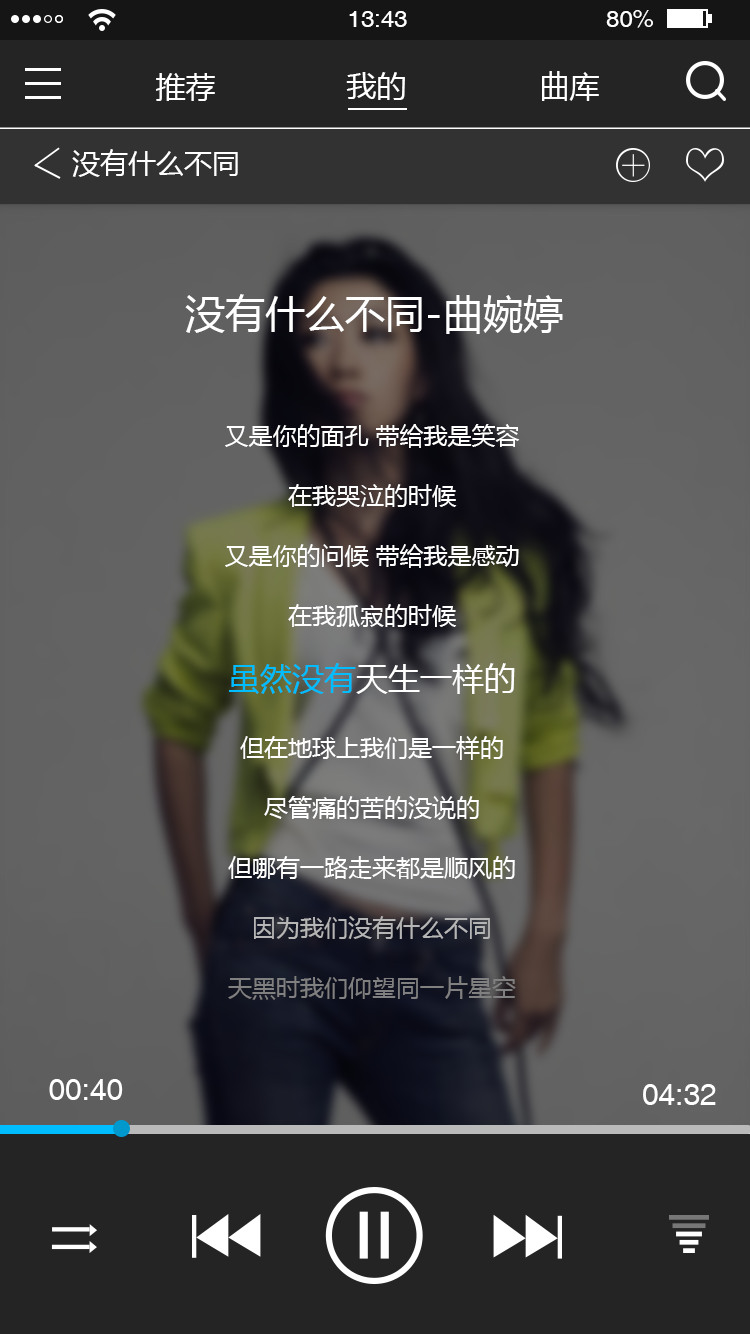 13:43
80%
推荐
我的
曲库
没有什么不同
没有什么不同-曲婉婷
又是你的面孔 带给我是笑容
在我哭泣的时候
又是你的问候 带给我是感动
在我孤寂的时候
虽然没有天生一样的
但在地球上我们是一样的
尽管痛的苦的没说的
但哪有一路走来都是顺风的
因为我们没有什么不同
天黑时我们仰望同一片星空
00:40
04:32